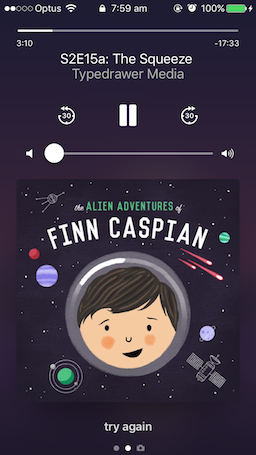 Optus 7:59 am 100%
3:10 -17:33
S2E15a: The Squeeze
Typedrawer Media
30 30
the ALIEN ADVENTURES of
FINN CASPIAN
try again